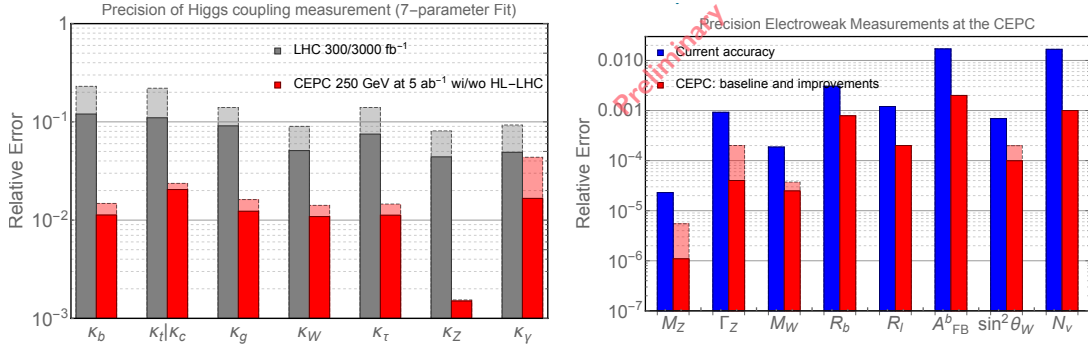 Precision of Higgs coupling measurement (7−parameter Fit)
LHC 300/3000 fb⁻¹
CEPC 250 GeV at 5 ab⁻¹ wi/wo HL−LHC
Relative Error
1
10⁻¹
10⁻²
10⁻³
κ_b κ_t|κ_c κ_g κ_W κ_τ κ_Z κ_γ
Precision Electroweak Measurements at the CEPC
Preliminary
Current accuracy
CEPC: baseline and improvements
Relative Error
0.010
0.001
10⁻⁴
10⁻⁵
10⁻⁶
10⁻⁷
M_Z Γ_Z M_W R_b R_l A^b_FB sin²θ_W N_ν